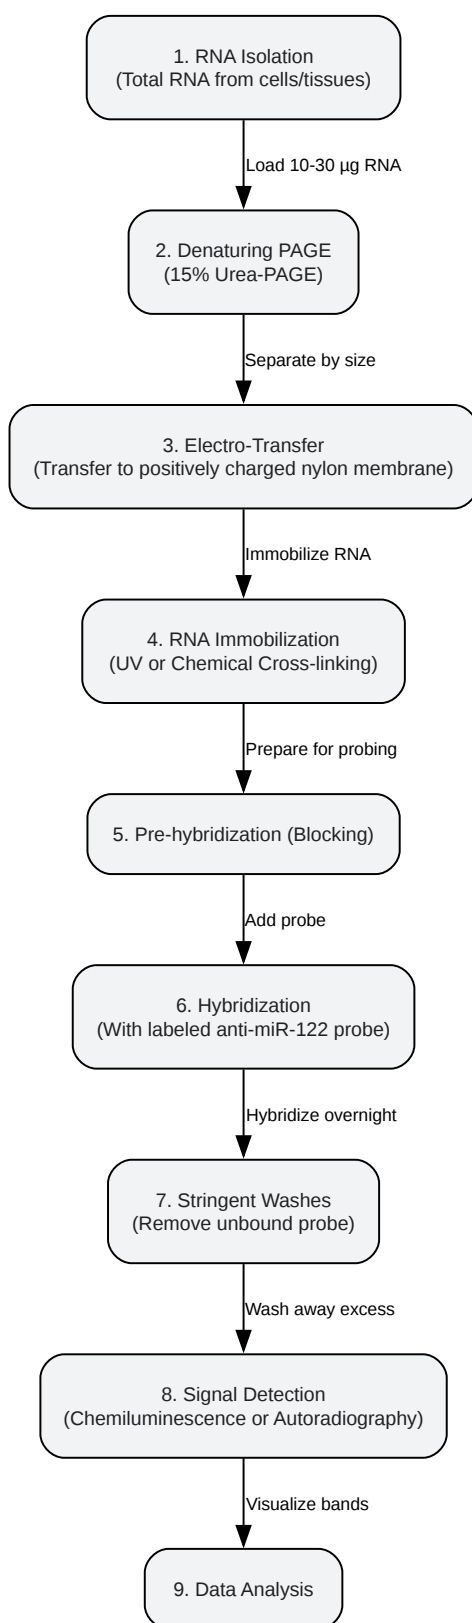 1. RNA Isolation
(Total RNA from cells/tissues)
Load 10-30 µg RNA
2. Denaturing PAGE
(15% Urea-PAGE)
Separate by size
3. Electro-Transfer
(Transfer to positively charged nylon membrane)
Immobilize RNA
4. RNA Immobilization
(UV or Chemical Cross-linking)
Prepare for probing
5. Pre-hybridization (Blocking)
Add probe
6. Hybridization
(With labeled anti-miR-122 probe)
Hybridize overnight
7. Stringent Washes
(Remove unbound probe)
Wash away excess
8. Signal Detection
(Chemiluminescence or Autoradiography)
Visualize bands
9. Data Analysis